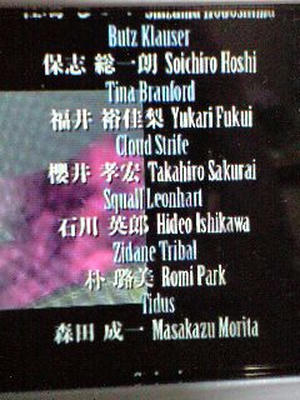 Butz Klauser
保志 総一朗 Soichiro Hoshi
Tina Branford
福井 裕佳梨 Yukari Fukui
Cloud Strife
櫻井 孝宏 Takahiro Sakurai
Squall Leonhart
石川 英郎 Hideo Ishikawa
Zidane Tribal
朴 璐美 Romi Park
Tidus
森田 成一 Masakazu Morita